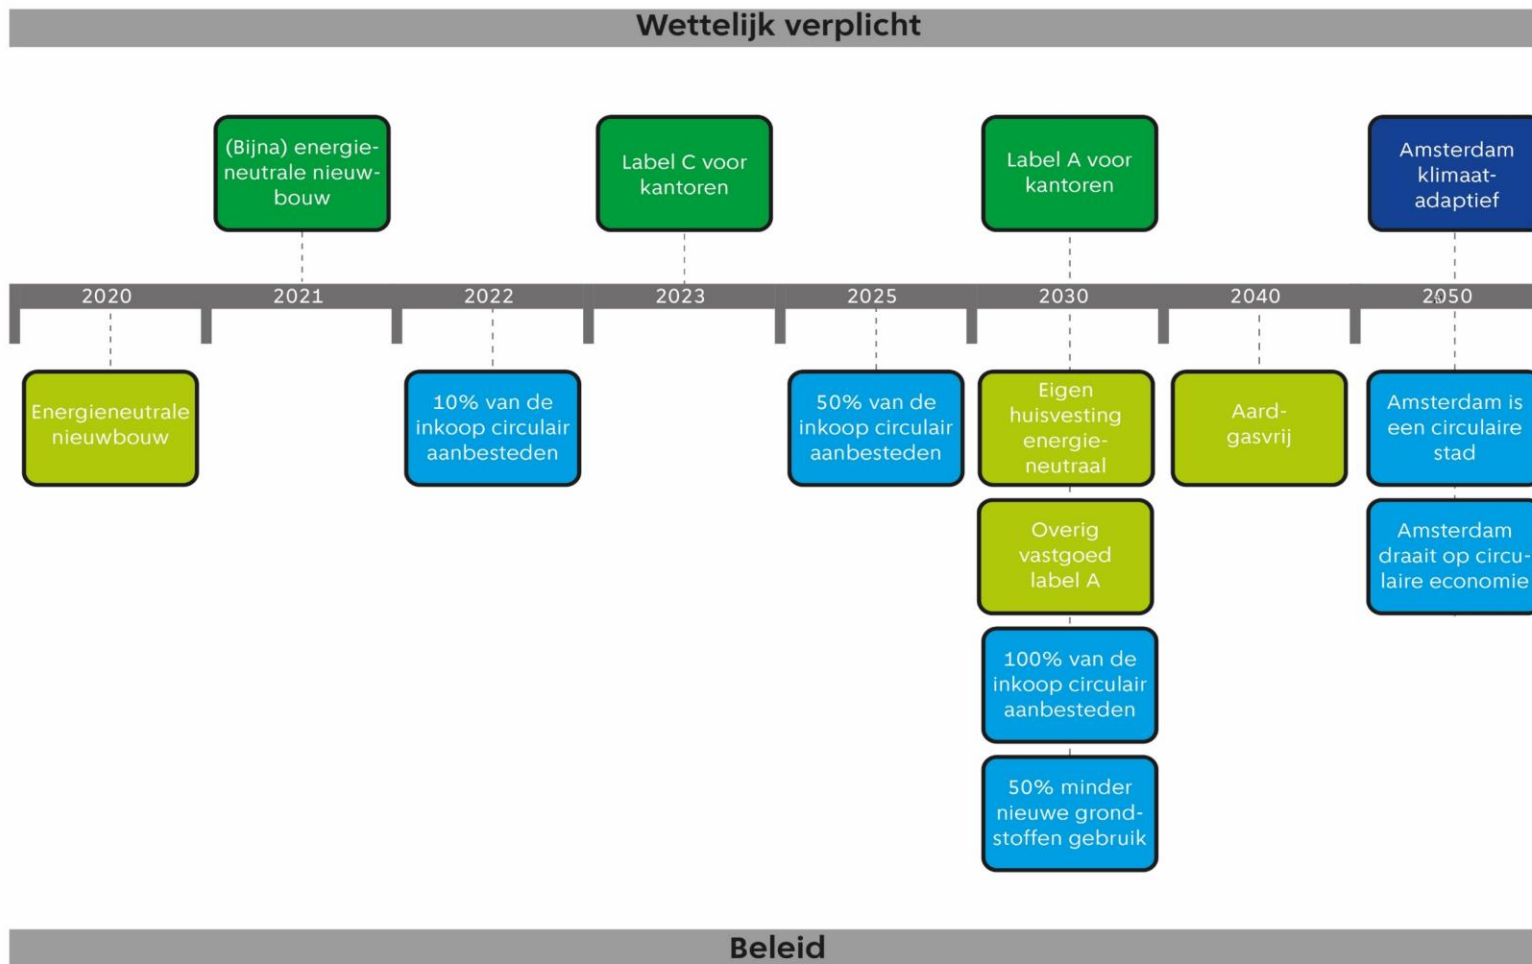 Wettelijk verplicht
(Bijna) energie-
neutrale nieuw-
bouw
Label C voor
kantoren
Label A voor
kantoren
Amsterdam
klimaat-
adaptief
2020 2021 2022 2023 2025 2030 2040 2050
Energieneutrale
nieuwbouw
10% van de
inkoop circulair
aanbesteden
50% van de
inkoop circulair
aanbesteden
Eigen
huisvesting
energie-
neutraal
Aard-
gasvrij
Amsterdam is
een circulaire
stad
Overig
vastgoed
label A
Amsterdam
draait op circu-
laire economie
100% van de
inkoop circulair
aanbesteden
50% minder
nieuwe grond-
stoffen gebruik
Beleid